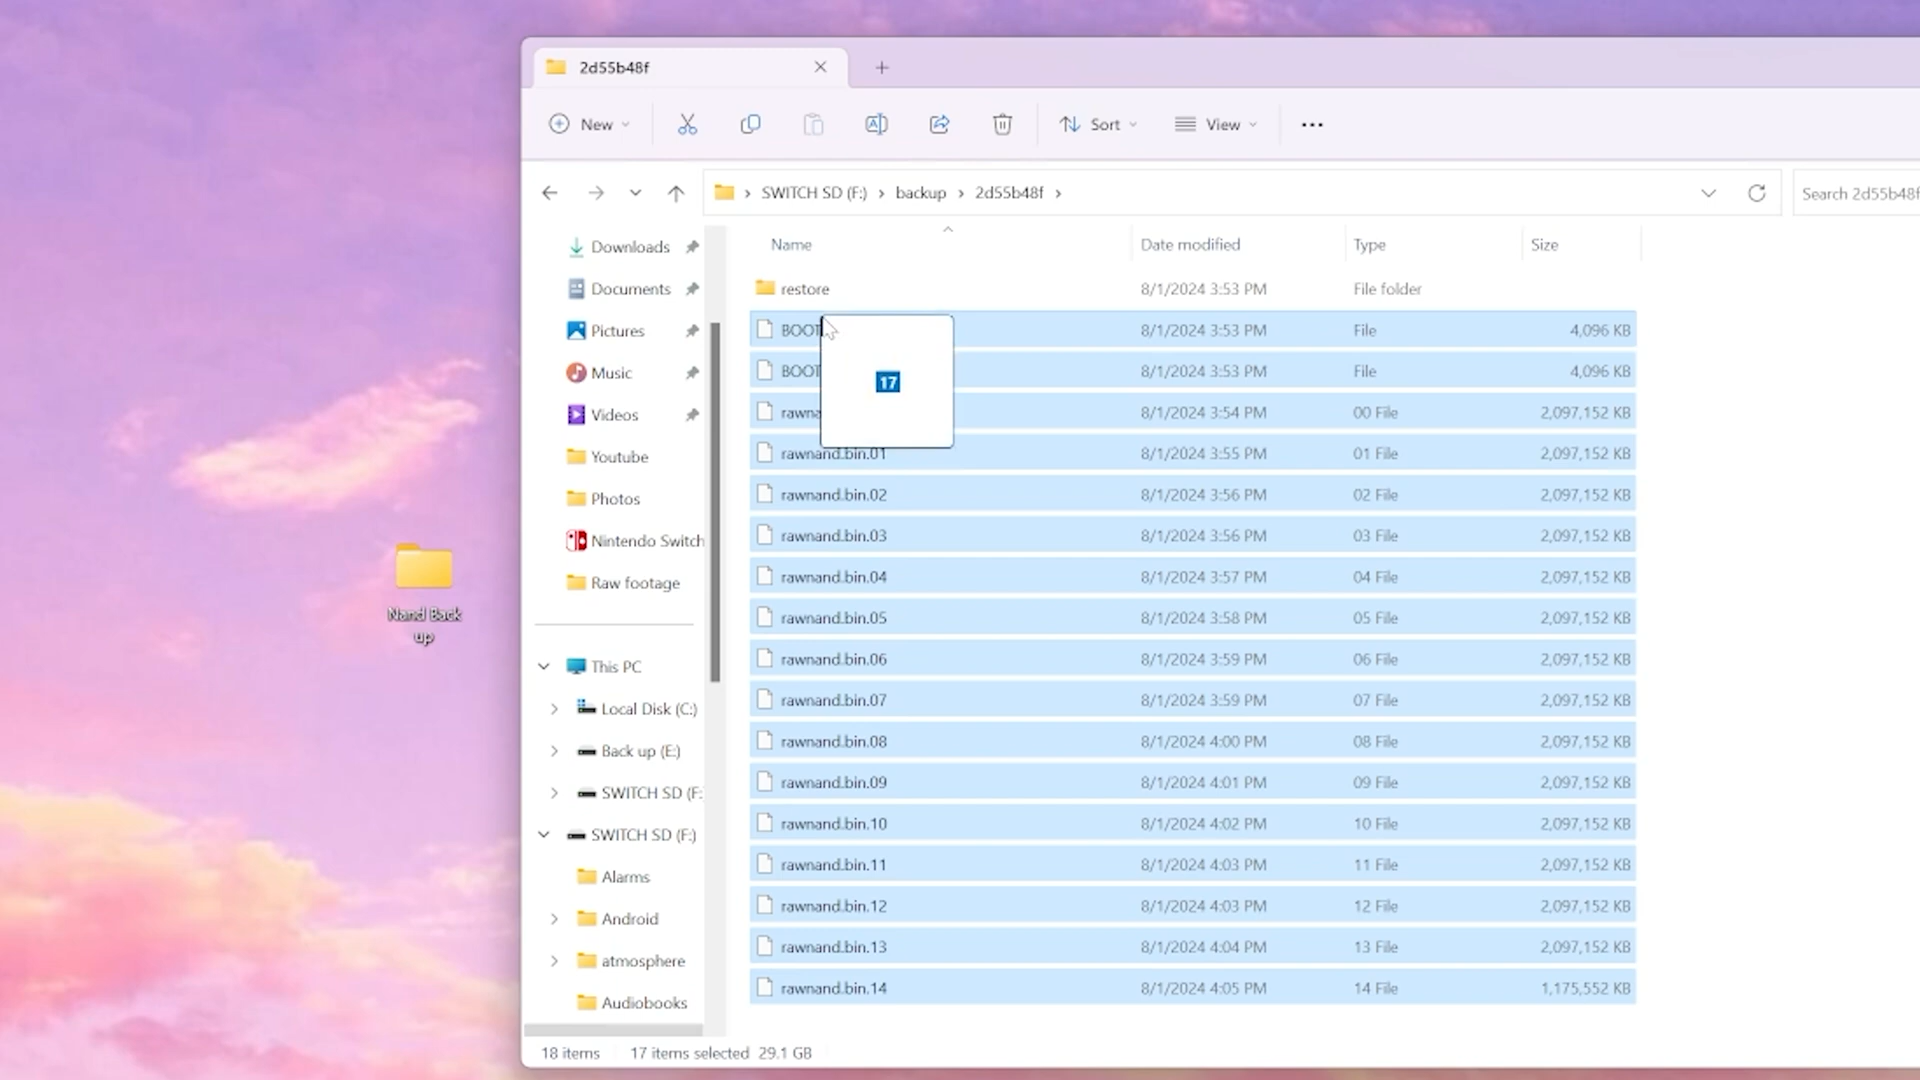 2d55b48f
New
Sort
View
SWITCH SD (F:) > backup > 2d55b48f >
Search 2d55b48f
Name
Date modified
Type
Size
Downloads
Documents
Pictures
Music
Videos
Youtube
Photos
Nintendo Switch
Raw footage
This PC
Local Disk (C:)
Back up (E:)
SWITCH SD (F:
SWITCH SD (F:)
Alarms
Android
atmosphere
Audiobooks
restore 8/1/2024 3:53 PM File folder
BOOT 8/1/2024 3:53 PM File 4,096 KB
BOOT 8/1/2024 3:53 PM File 4,096 KB
rawna 8/1/2024 3:54 PM 00 File 2,097,152 KB
rawnand.bin.01 8/1/2024 3:55 PM 01 File 2,097,152 KB
rawnand.bin.02 8/1/2024 3:56 PM 02 File 2,097,152 KB
rawnand.bin.03 8/1/2024 3:56 PM 03 File 2,097,152 KB
rawnand.bin.04 8/1/2024 3:57 PM 04 File 2,097,152 KB
rawnand.bin.05 8/1/2024 3:58 PM 05 File 2,097,152 KB
rawnand.bin.06 8/1/2024 3:59 PM 06 File 2,097,152 KB
rawnand.bin.07 8/1/2024 3:59 PM 07 File 2,097,152 KB
rawnand.bin.08 8/1/2024 4:00 PM 08 File 2,097,152 KB
rawnand.bin.09 8/1/2024 4:01 PM 09 File 2,097,152 KB
rawnand.bin.10 8/1/2024 4:02 PM 10 File 2,097,152 KB
rawnand.bin.11 8/1/2024 4:03 PM 11 File 2,097,152 KB
rawnand.bin.12 8/1/2024 4:03 PM 12 File 2,097,152 KB
rawnand.bin.13 8/1/2024 4:04 PM 13 File 2,097,152 KB
rawnand.bin.14 8/1/2024 4:05 PM 14 File 1,175,552 KB
17
18 items
17 items selected 29.1 GB
Nand Back
up